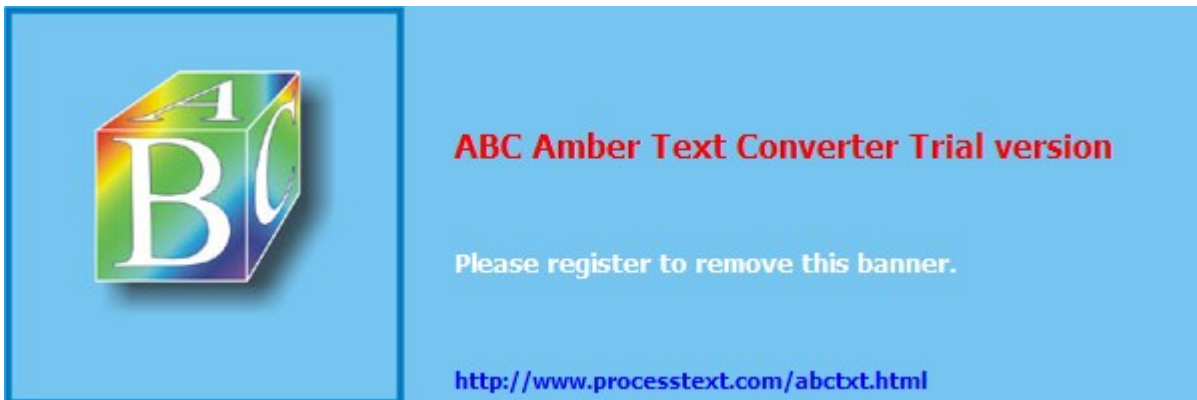 A
B
C
ABC Amber Text Converter Trial version
Please register to remove this banner.
http://www.processtext.com/abctxt.html